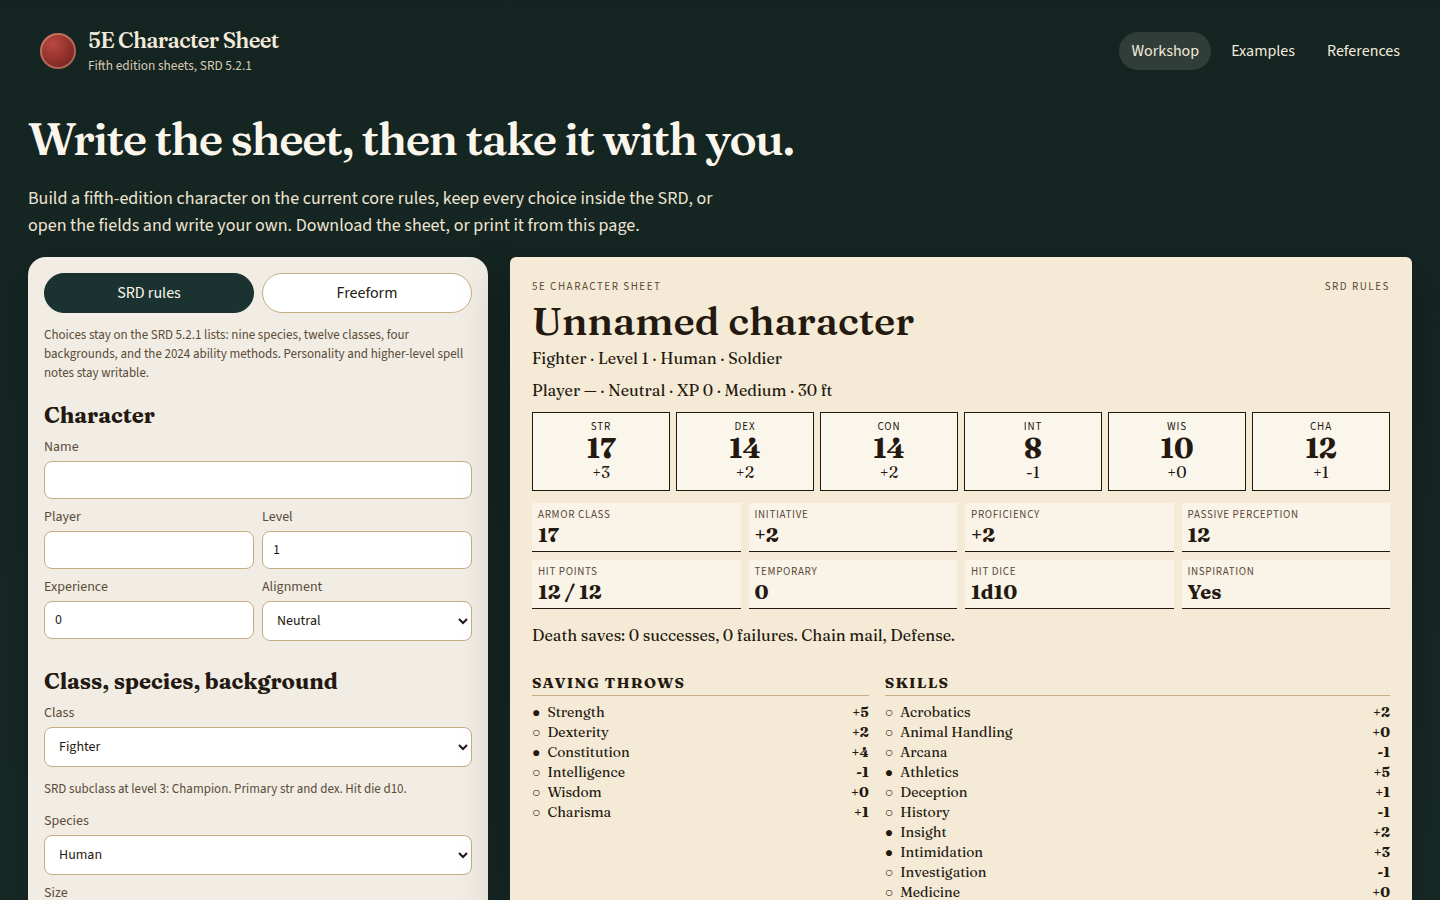 5E Character Sheet
Fifth edition sheets, SRD 5.2.1
Workshop
Examples
References
Write the sheet, then take it with you.
Build a fifth-edition character on the current core rules, keep every choice inside the SRD, or
open the fields and write your own. Download the sheet, or print it from this page.
SRD rules
Freeform
Choices stay on the SRD 5.2.1 lists: nine species, twelve classes, four
backgrounds, and the 2024 ability methods. Personality and higher-level spell
notes stay writable.
Character
Name
Player
Level
1
Experience
Alignment
0
Neutral
Class, species, background
Class
Fighter
SRD subclass at level 3: Champion. Primary str and dex. Hit die d10.
Species
Human
Size
5E CHARACTER SHEET
SRD RULES
Unnamed character
Fighter · Level 1 · Human · Soldier
Player — · Neutral · XP 0 · Medium · 30 ft
STR
17
+3
DEX
14
+2
CON
14
+2
INT
8
-1
WIS
10
+0
CHA
12
+1
ARMOR CLASS
17
INITIATIVE
+2
PROFICIENCY
+2
PASSIVE PERCEPTION
12
HIT POINTS
12 / 12
TEMPORARY
0
HIT DICE
1d10
INSPIRATION
Yes
Death saves: 0 successes, 0 failures. Chain mail, Defense.
SAVING THROWS
● Strength +5
○ Dexterity +2
● Constitution +4
○ Intelligence -1
○ Wisdom +0
○ Charisma +1
SKILLS
○ Acrobatics +2
○ Animal Handling +0
○ Arcana -1
● Athletics +5
○ Deception +1
○ History -1
● Insight +2
● Intimidation +3
○ Investigation -1
○ Medicine +0